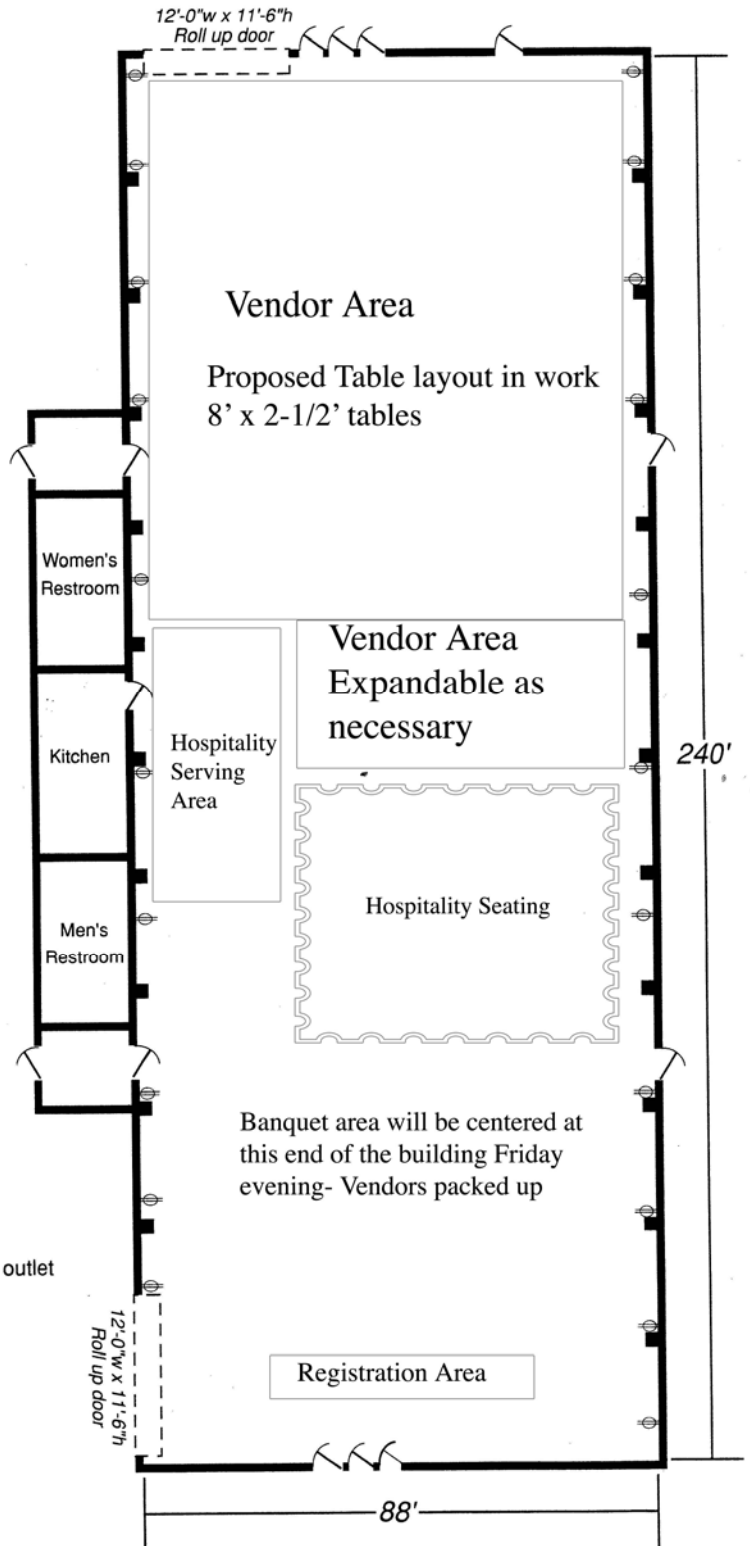 12'-0"w x 11'-6"h
Roll up door
Vendor Area
Proposed Table layout in work
8’ x 2-1/2’ tables
Women's
Restroom
Vendor Area
Expandable as
necessary
Kitchen
Hospitality
Serving
Area
240'
Hospitality Seating
Men's
Restroom
Banquet area will be centered at
this end of the building Friday
evening- Vendors packed up
outlet
12'-0"w x 11'-6"h
Roll up door
Registration Area
88'